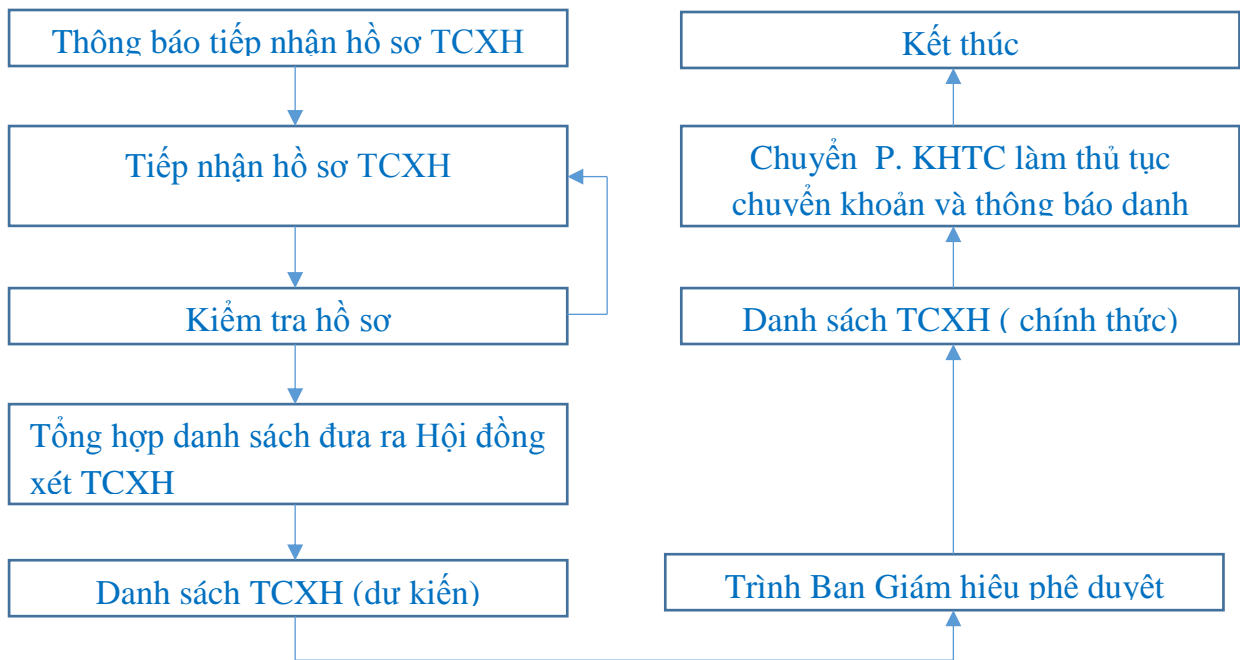 Thông báo tiếp nhận hồ sơ TCXH
Tiếp nhận hồ sơ TCXH
Kiểm tra hồ sơ
Tổng hợp danh sách đưa ra Hội đồng
xét TCXH
Danh sách TCXH (dự kiến)
Trình Ban Giám hiệu phê duyệt
Danh sách TCXH ( chính thức)
Chuyển P. KHTC làm thủ tục
chuyển khoản và thông báo danh
Kết thúc